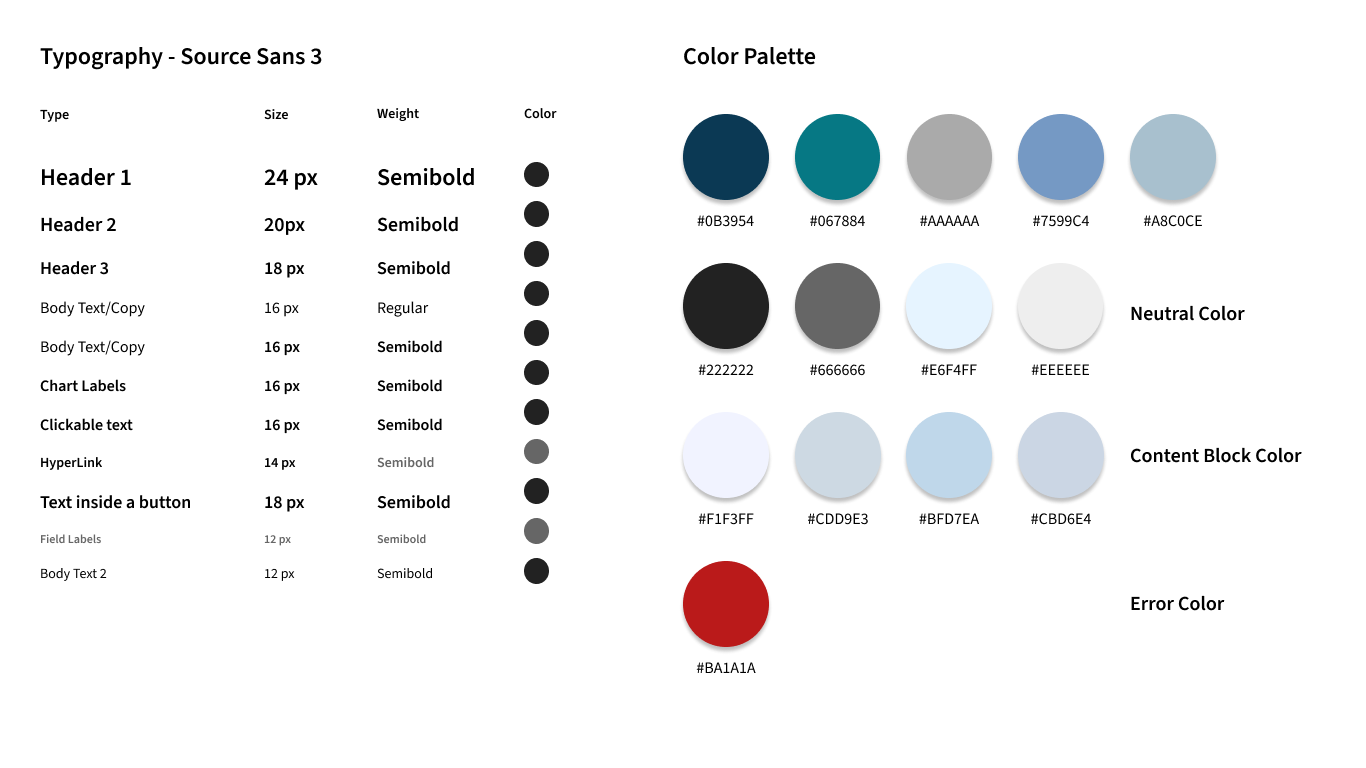 Typography - Source Sans 3
Type Size Weight Color
Header 1 24 px Semibold
Header 2 20px Semibold
Header 3 18 px Semibold
Body Text/Copy 16 px Regular
Body Text/Copy 16 px Semibold
Chart Labels 16 px Semibold
Clickable text 16 px Semibold
HyperLink 14 px Semibold
Text inside a button 18 px Semibold
Field Labels 12 px Semibold
Body Text 2 12 px Semibold
Color Palette
#0B3954 #067884 #AAAAAA #7599C4 #A8C0CE
Neutral Color
#222222 #666666 #E6F4FF #EEEEEE
Content Block Color
#F1F3FF #CDD9E3 #BFD7EA #CBD6E4
Error Color
#BA1A1A